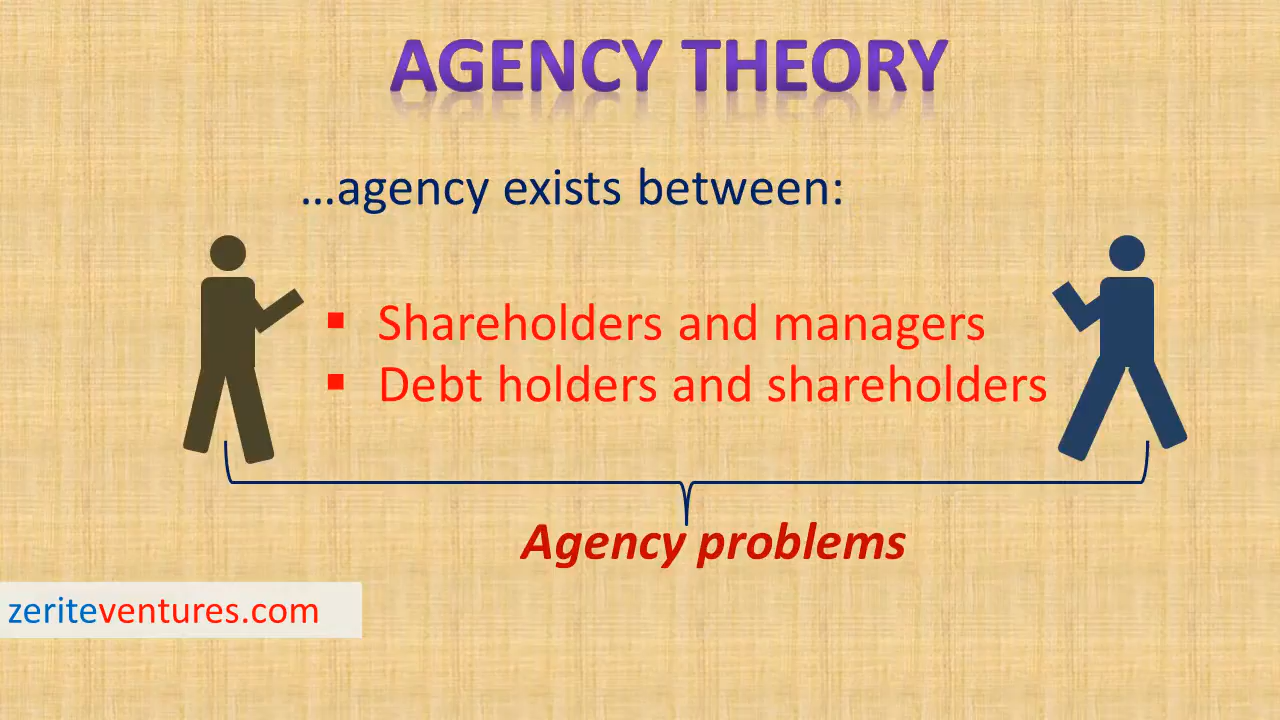 AGENCY THEORY
...agency exists between:
▪ Shareholders and managers
▪ Debt holders and shareholders
Agency problems
zeriteventures.com